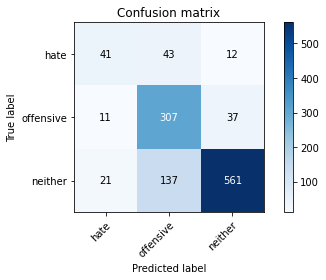 Confusion matrix
True label
hate
41 43 12
offensive
11 307 37
neither
21 137 561
hate
offensive
neither
Predicted label
500
400
300
200
100